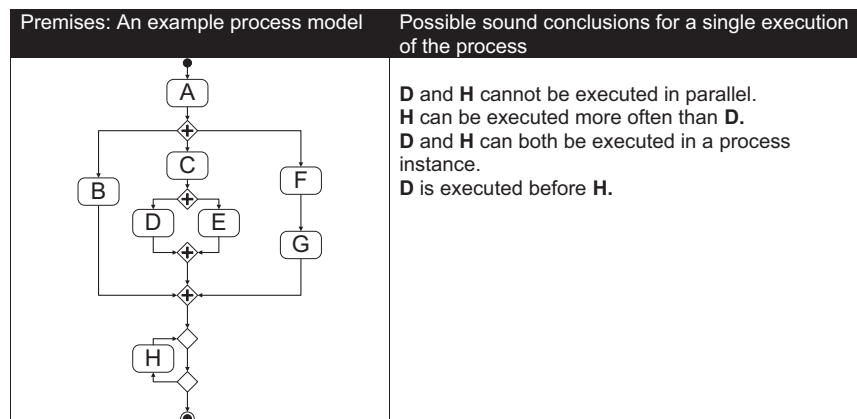 Premises: An example process model
Possible sound conclusions for a single execution
of the process
A
C
B
F
D
E
G
H
D and H cannot be executed in parallel.
H can be executed more often than D.
D and H can both be executed in a process
instance.
D is executed before H.